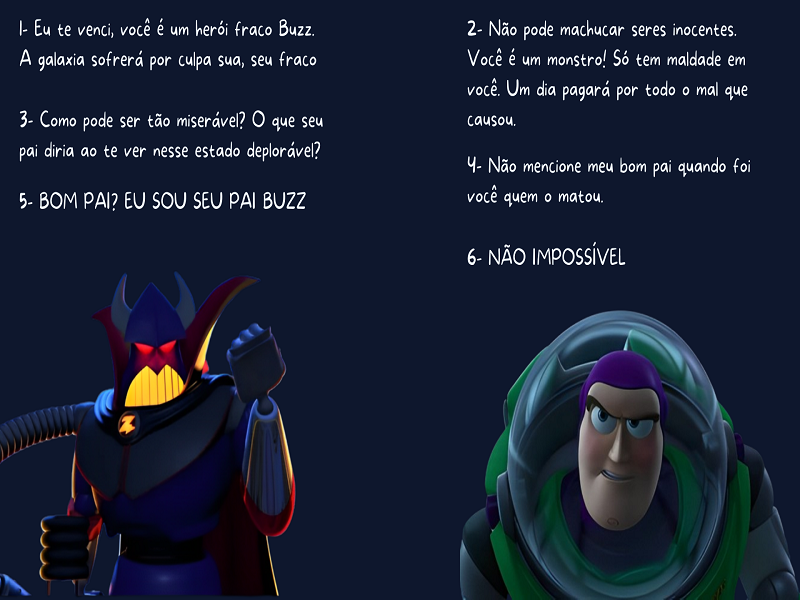 1- Eu te venci, você é um herói fraco Buzz.
A galaxia sofrerá por culpa sua, seu fraco
2- Não pode machucar seres inocentes.
Você é um monstro! Só tem maldade em
você. Um dia pagará por todo o mal que
causou.
3- Como pode ser tão miserável? O que seu
pai diria ao te ver nesse estado deplorável?
4- Não mencione meu bom pai quando foi
você quem o matou.
5- BOM PAI? EU SOU SEU PAI BUZZ
6- NÃO IMPOSSÍVEL